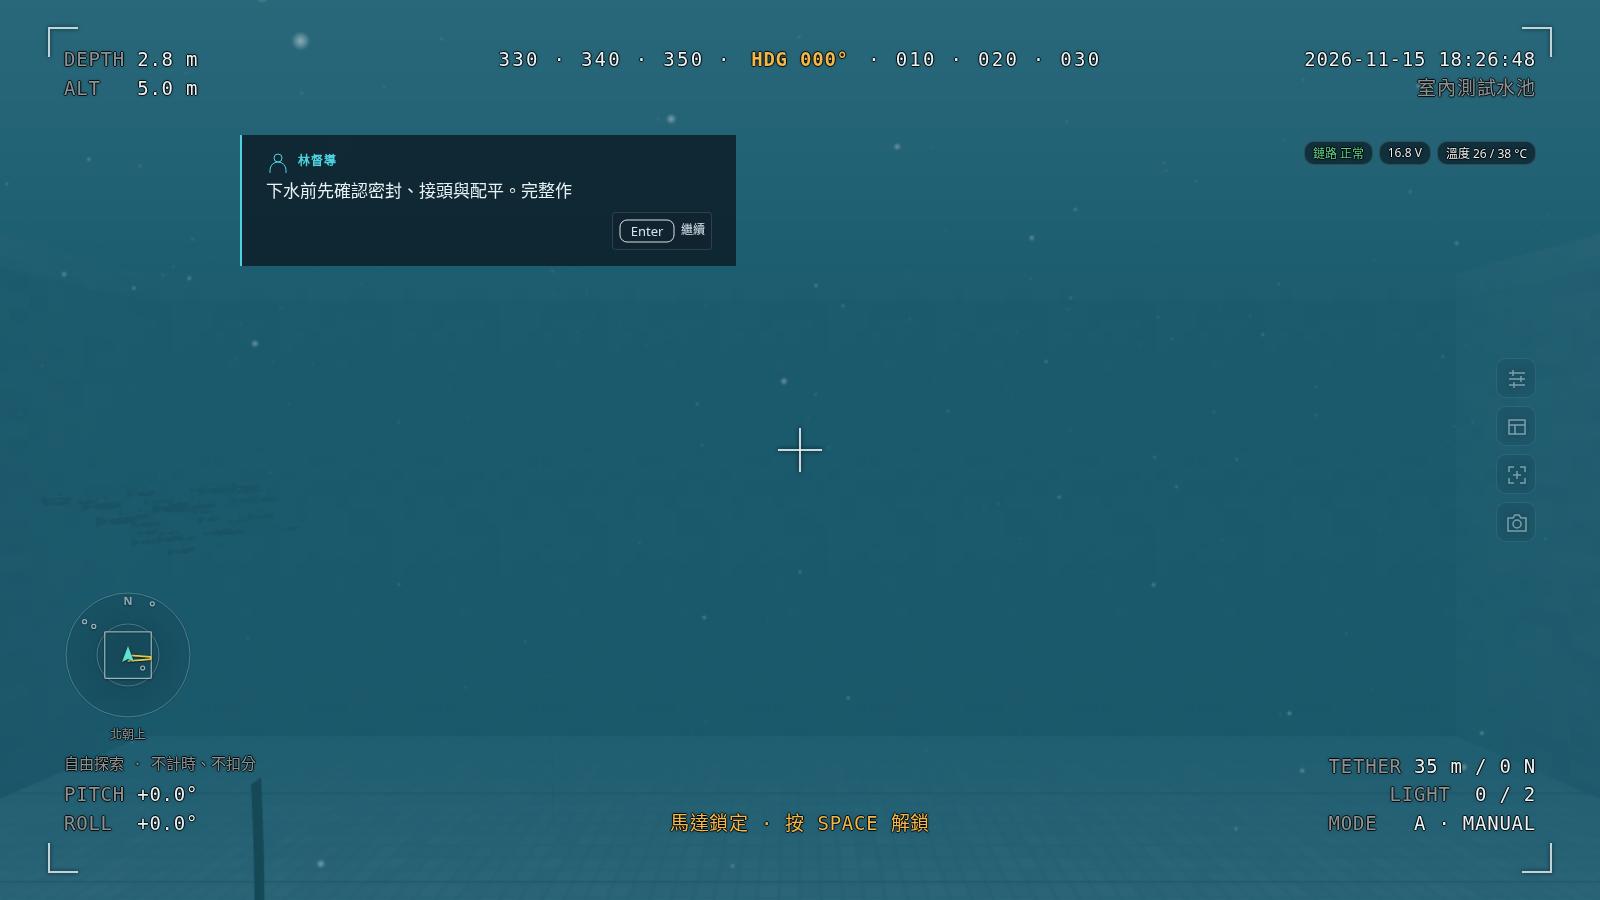 DEPTH 2.8 m
ALT 5.0 m
330 · 340 · 350 · HDG 000° · 010 · 020 · 030
2026-11-15 18:26:48
室內測試水池
鏈路 正常 16.8 V 溫度 26 / 38 °C
林督導
下水前先確認密封、接頭與配平。完整作
Enter 繼續
N
北朝上
自由探索 · 不計時、不扣分
PITCH +0.0°
ROLL +0.0°
馬達鎖定 · 按 SPACE 解鎖
TETHER 35 m / 0 N
LIGHT 0 / 2
MODE A · MANUAL